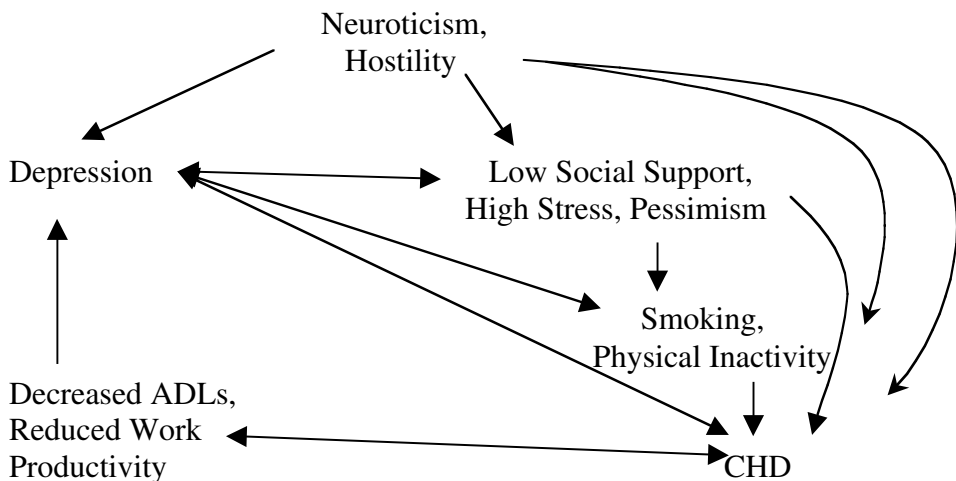 Neuroticism,
Hostility
Depression
Low Social Support,
High Stress, Pessimism
Smoking,
Physical Inactivity
Decreased ADLs,
Reduced Work
Productivity
CHD